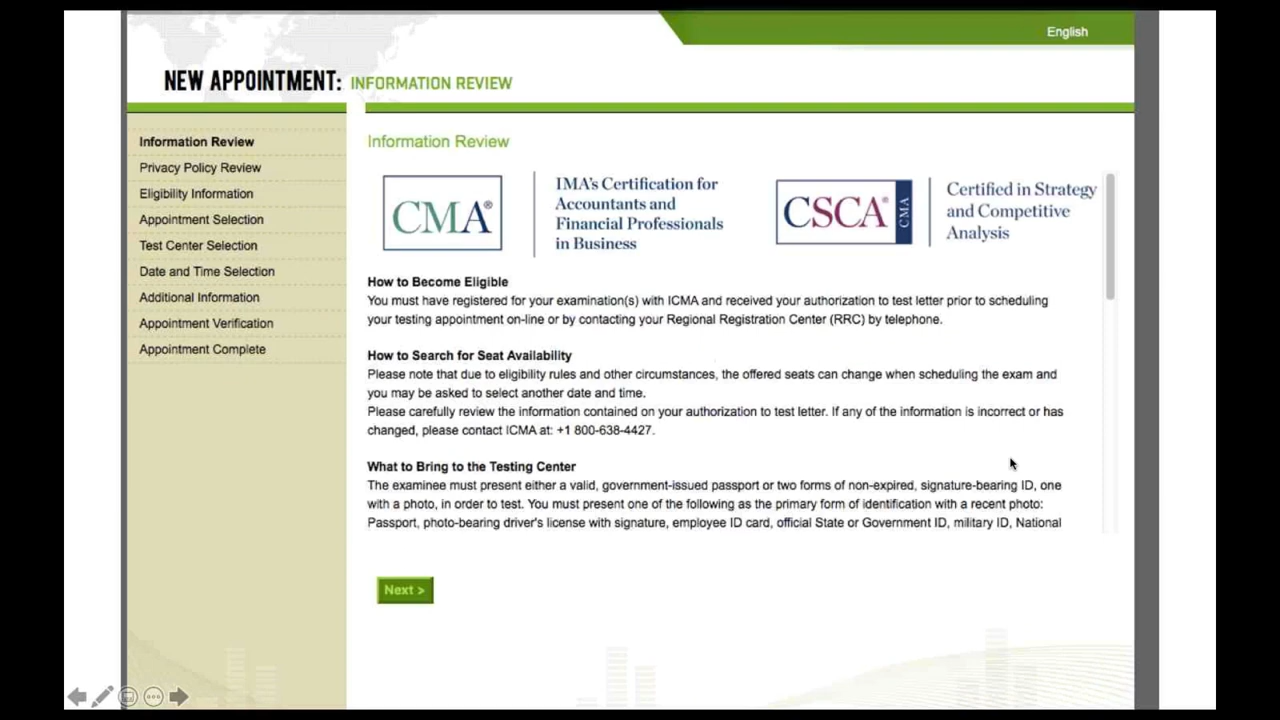 English
NEW APPOINTMENT: INFORMATION REVIEW
Information Review
Privacy Policy Review
Eligibility Information
Appointment Selection
Test Center Selection
Date and Time Selection
Additional Information
Appointment Verification
Appointment Complete
Information Review
CMA®
IMA's Certification for
Accountants and
Financial Professionals
in Business
CSCA® CMA
Certified in Strategy
and Competitive
Analysis
How to Become Eligible
You must have registered for your examination(s) with ICMA and received your authorization to test letter prior to scheduling
your testing appointment on-line or by contacting your Regional Registration Center (RRC) by telephone.
How to Search for Seat Availability
Please note that due to eligibility rules and other circumstances, the offered seats can change when scheduling the exam and
you may be asked to select another date and time.
Please carefully review the information contained on your authorization to test letter. If any of the information is incorrect or has
changed, please contact ICMA at: +1 800-638-4427.
What to Bring to the Testing Center
The examinee must present either a valid, government-issued passport or two forms of non-expired, signature-bearing ID, one
with a photo, in order to test. You must present one of the following as the primary form of identification with a recent photo:
Passport, photo-bearing driver's license with signature, employee ID card, official State or Government ID, military ID, National
Next >